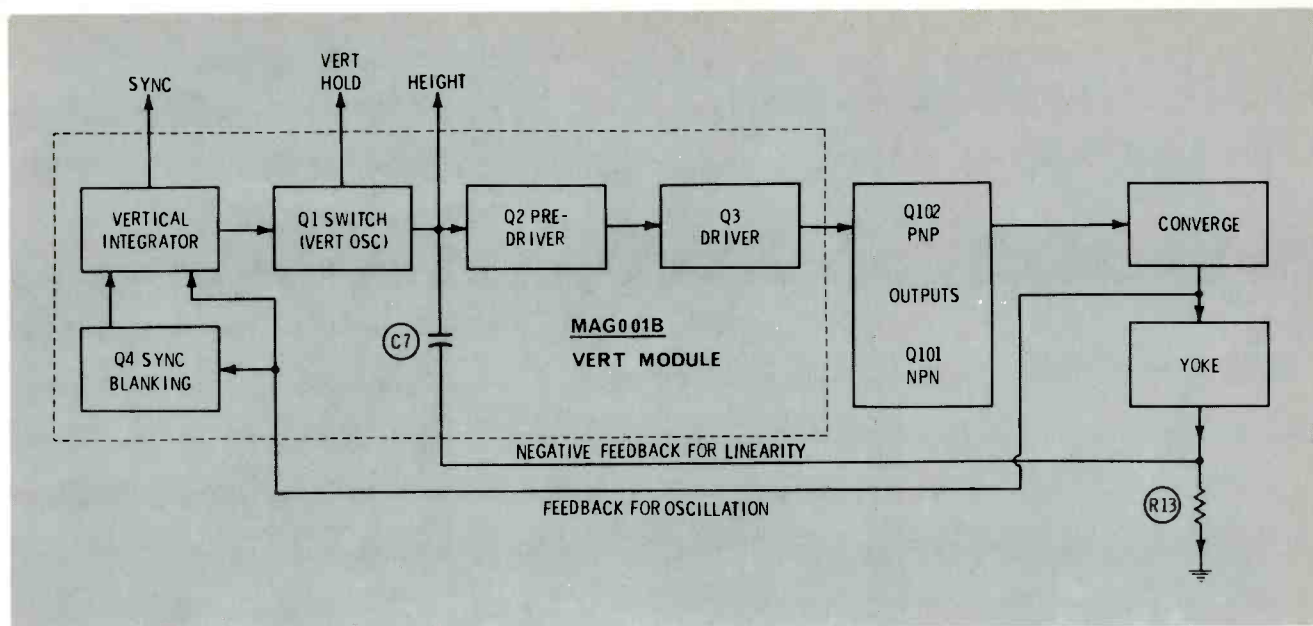 SYNC
VERT
HOLD
HEIGHT
VERTICAL
INTEGRATOR
Q1 SWITCH
(VERT OSC)
Q2 PRE-
DRIVER
Q3
DRIVER
Q102
PNP
OUTPUTS
Q101
NPN
CONVERGE
Q4 SYNC
BLANKING
C7
MAG001B
VERT MODULE
YOKE
NEGATIVE FEEDBACK FOR LINEARITY
FEEDBACK FOR OSCILLATION
R13